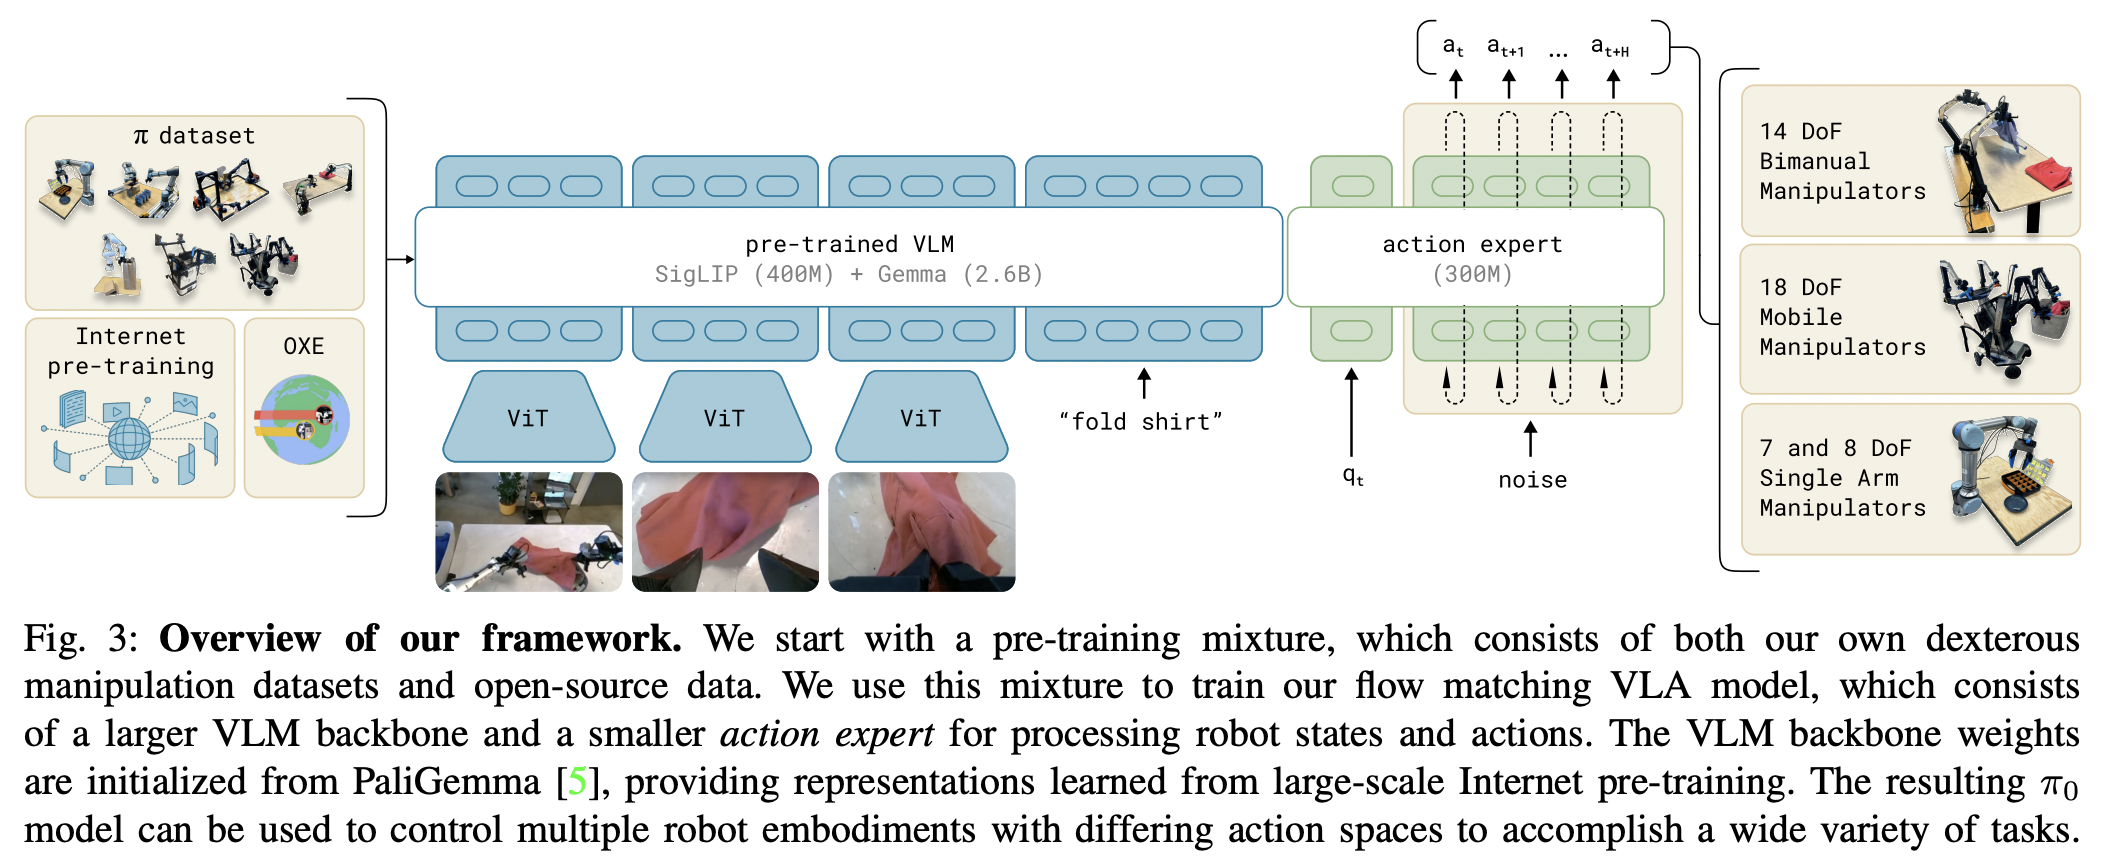 π dataset
Internet
pre-training
OXE
pre-trained VLM
SigLIP (400M) + Gemma (2.6B)
ViT
ViT
ViT
“fold shirt”
action expert
(300M)
qₜ
noise
aₜ aₜ₊₁ ... aₜ₊H
14 DoF
Bimanual
Manipulators
18 DoF
Mobile
Manipulators
7 and 8 DoF
Single Arm
Manipulators
Fig. 3: Overview of our framework. We start with a pre-training mixture, which consists of both our own dexterous
manipulation datasets and open-source data. We use this mixture to train our flow matching VLA model, which consists
of a larger VLM backbone and a smaller action expert for processing robot states and actions. The VLM backbone weights
are initialized from PaliGemma [5], providing representations learned from large-scale Internet pre-training. The resulting π₀
model can be used to control multiple robot embodiments with differing action spaces to accomplish a wide variety of tasks.